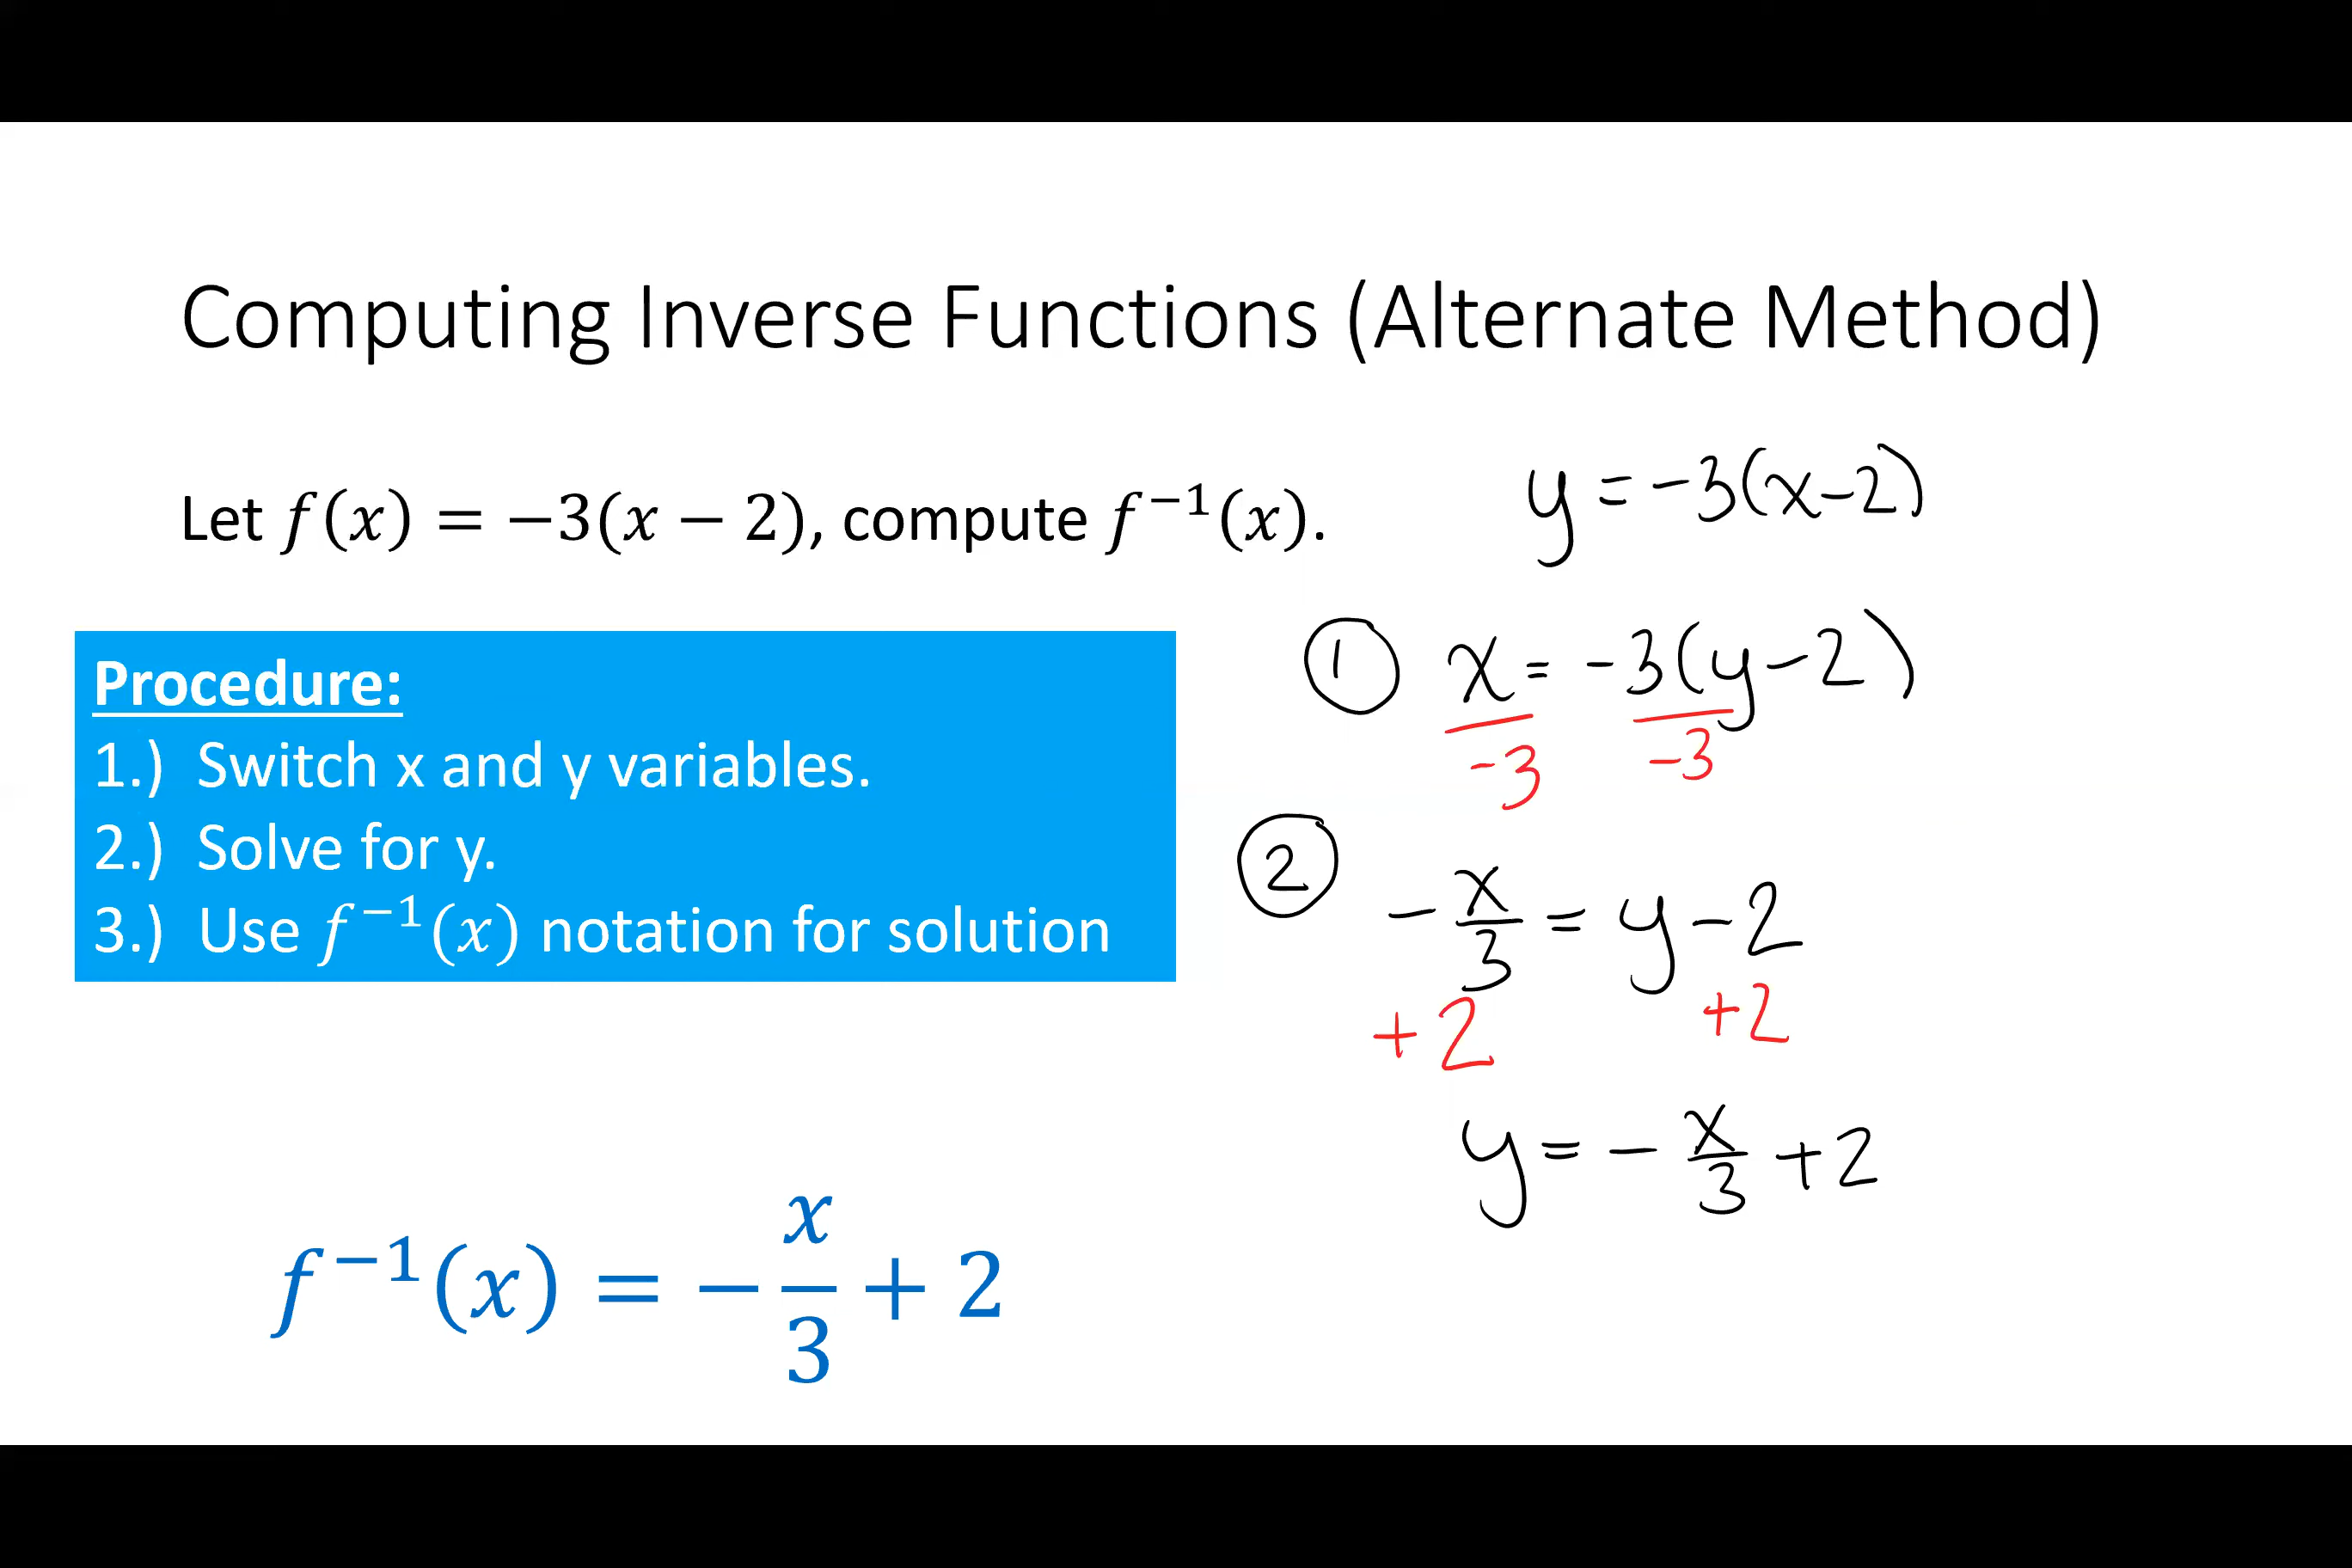 Computing Inverse Functions (Alternate Method)
Let f(x) = −3(x − 2), compute f⁻¹(x).
y = -3(x-2)
Procedure:
1.) Switch x and y variables.
2.) Solve for y.
3.) Use f⁻¹(x) notation for solution
① x = -3(y-2)
-3 -3
② - x/3 = y - 2
+2 +2
y = - x/3 + 2
f⁻¹(x) = − x/3 + 2